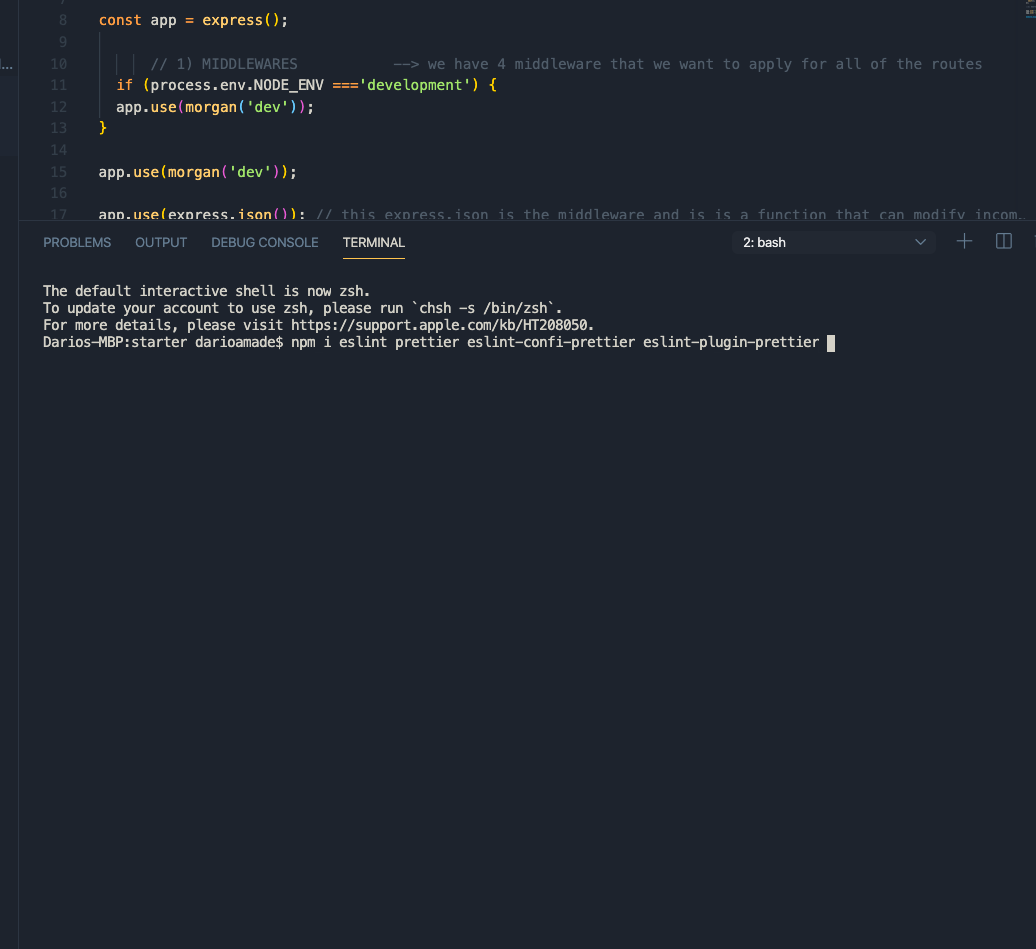 8 const app = express();
9
10 // 1) MIDDLEWARES --> we have 4 middleware that we want to apply for all of the routes
11 if (process.env.NODE_ENV ==='development') {
12 app.use(morgan('dev'));
13 }
14
15 app.use(morgan('dev'));
16
17 app.use(express.json()); // this express.json is the middleware and is is a function that can modify incom…
PROBLEMS OUTPUT DEBUG CONSOLE TERMINAL 2: bash
The default interactive shell is now zsh.
To update your account to use zsh, please run `chsh -s /bin/zsh`.
For more details, please visit https://support.apple.com/kb/HT208050.
Darios-MBP:starter darioamade$ npm i eslint prettier eslint-confi-prettier eslint-plugin-prettier